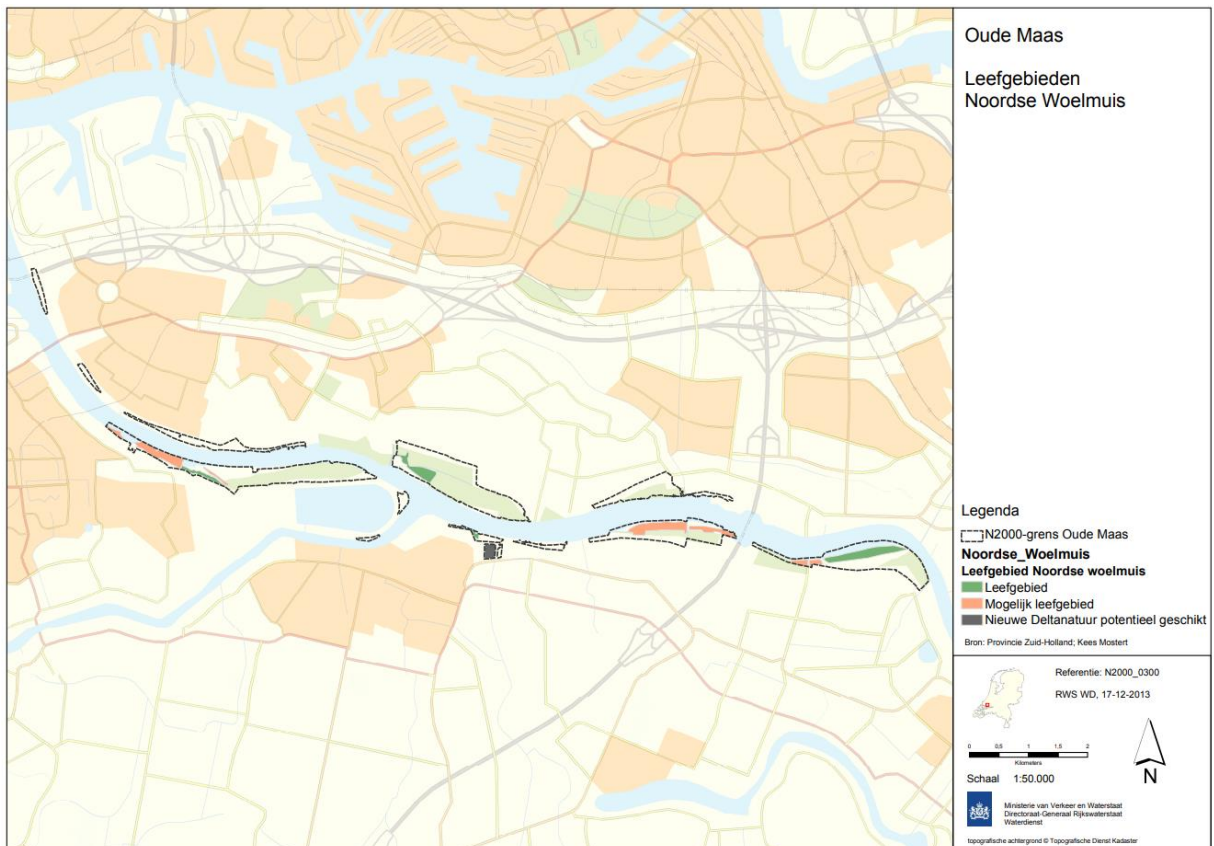 Oude Maas
Leefgebieden
Noordse Woelmuis
Legenda
N2000-grens Oude Maas
Noordse_Woelmuis
Leefgebied Noordse woelmuis
Leefgebied
Mogelijk leefgebied
Nieuwe Deltanatuur potentieel geschikt
Bron: Provincie Zuid-Holland; Kees Mostert
Referentie: N2000_0300
RWS WD, 17-12-2013
0 0,5 1 1,5 2
Kilometers
Schaal 1:50.000
N
Ministerie van Verkeer en Waterstaat
Directoraat-Generaal Rijkswaterstaat
Waterdienst
topografische achtergrond © Topografische Dienst Kadaster